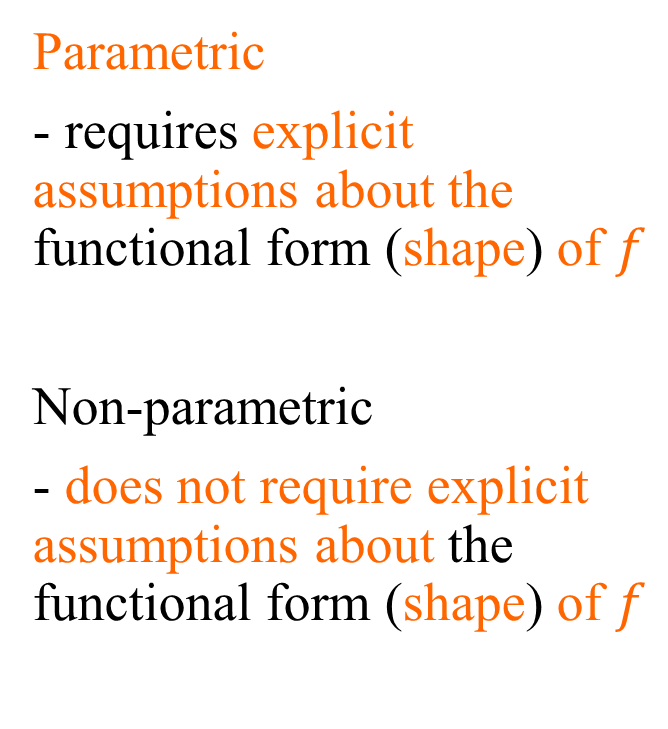 Parametric
- requires explicit
assumptions about the
functional form (shape) of f
Non-parametric
- does not require explicit
assumptions about the
functional form (shape) of f